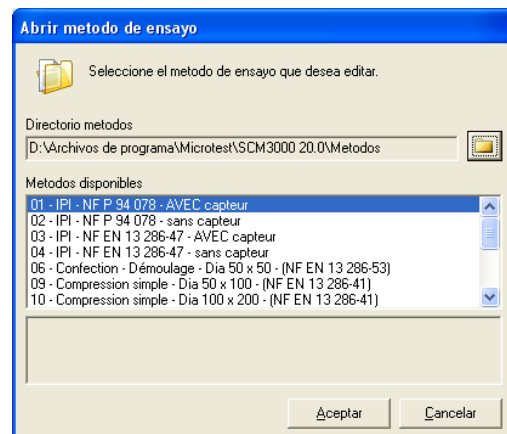 Abrir metodo de ensayo
Seleccione el metodo de ensayo que desea editar.
Directorio metodos
D:\Archivos de programa\Microtest\SCM3000 20.0\Metodos
Metodos disponibles
01 - IPI - NF P 94 078 - AVEC capteur
02 - IPI - NF P 94 078 - sans capteur
03 - IPI - NF EN 13 286-47 - AVEC capteur
04 - IPI - NF EN 13 286-47 - sans capteur
06 - Confection - Démoulage - Dia 50 x 50 - (NF EN 13 286-53)
09 - Compression simple - Dia 50 x 100 - (NF EN 13 286-41)
10 - Compression simple - Dia 100 x 200 - (NF EN 13 286-41)
Aceptar Cancelar